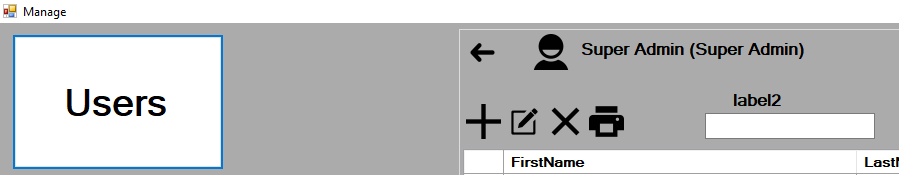 Manage
Users
Super Admin (Super Admin)
label2
FirstName